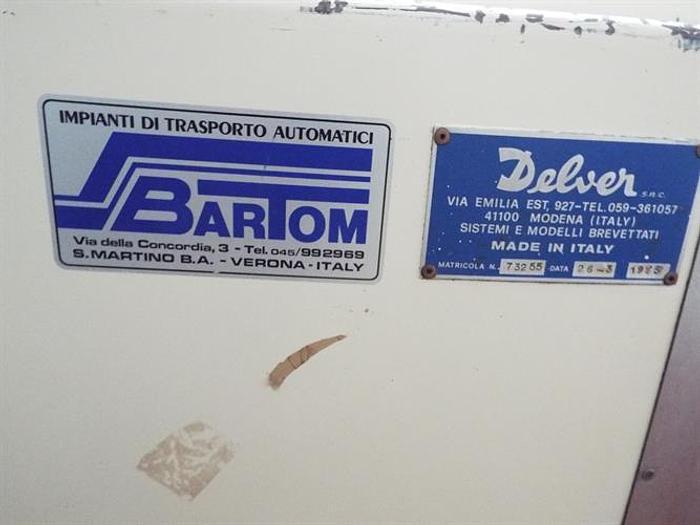 IMPIANTI DI TRASPORTO AUTOMATICI
BARTOM
Via della Concordia, 3 - Tel. 045/992969
S. MARTINO B.A. - VERONA - ITALY
Delver s.n.c.
VIA EMILIA EST, 927-TEL. 059-361057
41100 MODENA (ITALY)
SISTEMI E MODELLI BREVETTATI
MADE IN ITALY
MATRICOLA N. 73255 DATA 26-3